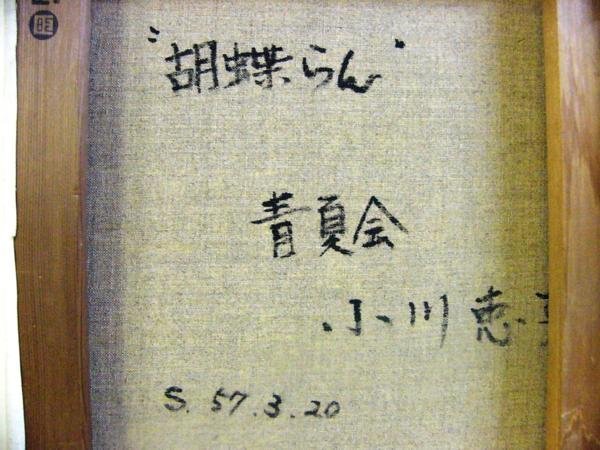 "胡蝶らん"
青夏会
小川恵
S. 57. 3. 20